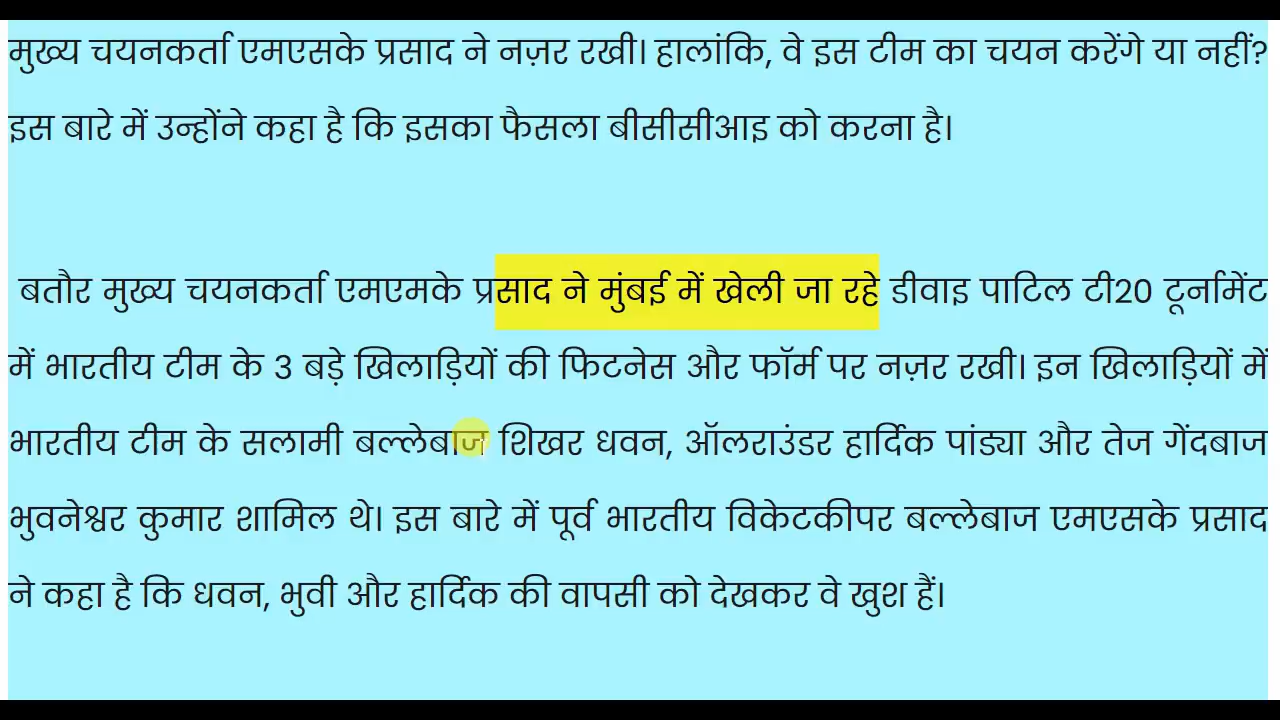 मुख्य चयनकर्ता एमएसके प्रसाद ने नज़र रखी। हालांकि, वे इस टीम का चयन करेंगे या नहीं?
इस बारे में उन्होंने कहा है कि इसका फैसला बीसीसीआइ को करना है।
बतौर मुख्य चयनकर्ता एमएमके प्रसाद ने मुंबई में खेली जा रहे डीवाइ पाटिल टी20 टूर्नामेंट
में भारतीय टीम के 3 बड़े खिलाड़ियों की फिटनेस और फॉर्म पर नज़र रखी। इन खिलाड़ियों में
भारतीय टीम के सलामी बल्लेबाज शिखर धवन, ऑलराउंडर हार्दिक पांड्या और तेज गेंदबाज
भुवनेश्वर कुमार शामिल थे। इस बारे में पूर्व भारतीय विकेटकीपर बल्लेबाज एमएसके प्रसाद
ने कहा है कि धवन, भुवी और हार्दिक की वापसी को देखकर वे खुश हैं।